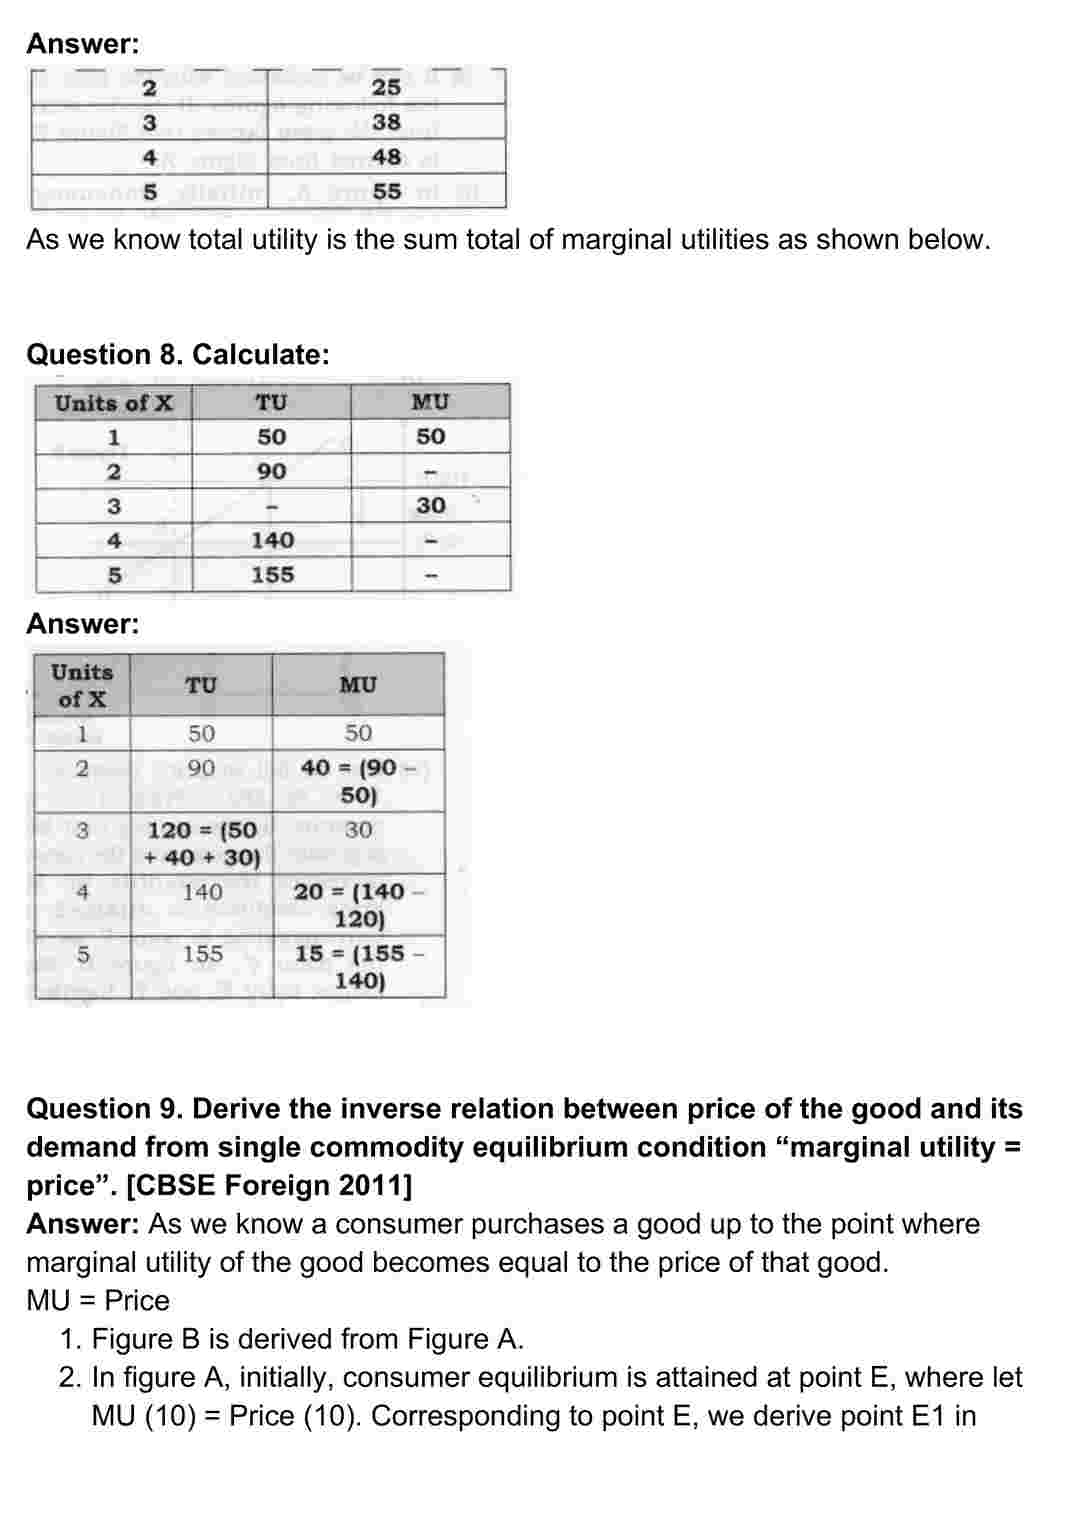 Answer:
2 25
3 38
4 48
5 55
As we know total utility is the sum total of marginal utilities as shown below.
Question 8. Calculate:
Units of X TU MU
1 50 50
2 90 –
3 – 30
4 140 –
5 155 –
Answer:
Units
of X TU MU
1 50 50
2 90 40 = (90 –
50)
3 120 = (50 30
+ 40 + 30)
4 140 20 = (140 –
120)
5 155 15 = (155 –
140)
Question 9. Derive the inverse relation between price of the good and its
demand from single commodity equilibrium condition “marginal utility =
price”. [CBSE Foreign 2011]
Answer: As we know a consumer purchases a good up to the point where
marginal utility of the good becomes equal to the price of that good.
MU = Price
1. Figure B is derived from Figure A.
2. In figure A, initially, consumer equilibrium is attained at point E, where let
MU (10) = Price (10). Corresponding to point E, we derive point E1 in